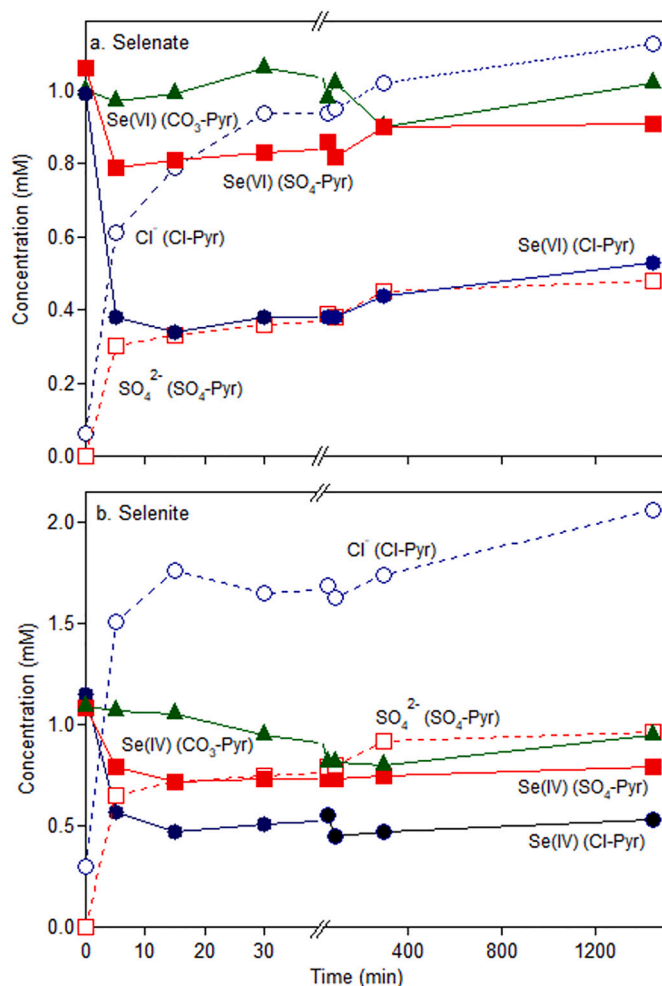 a. Selenate
1.0
0.8
0.6
0.4
0.2
0.0
Concentration (mM)
Se(VI) (CO₃-Pyr)
Se(VI) (SO₄-Pyr)
Cl⁻ (Cl-Pyr)
Se(VI) (Cl-Pyr)
SO₄²⁻ (SO₄-Pyr)
b. Selenite
2.0
1.5
1.0
0.5
0.0
Concentration (mM)
Cl⁻ (Cl-Pyr)
SO₄²⁻ (SO₄-Pyr)
Se(IV) (CO₃-Pyr)
Se(IV) (SO₄-Pyr)
Se(IV) (Cl-Pyr)
0 10 20 30 400 800 1200
Time (min)